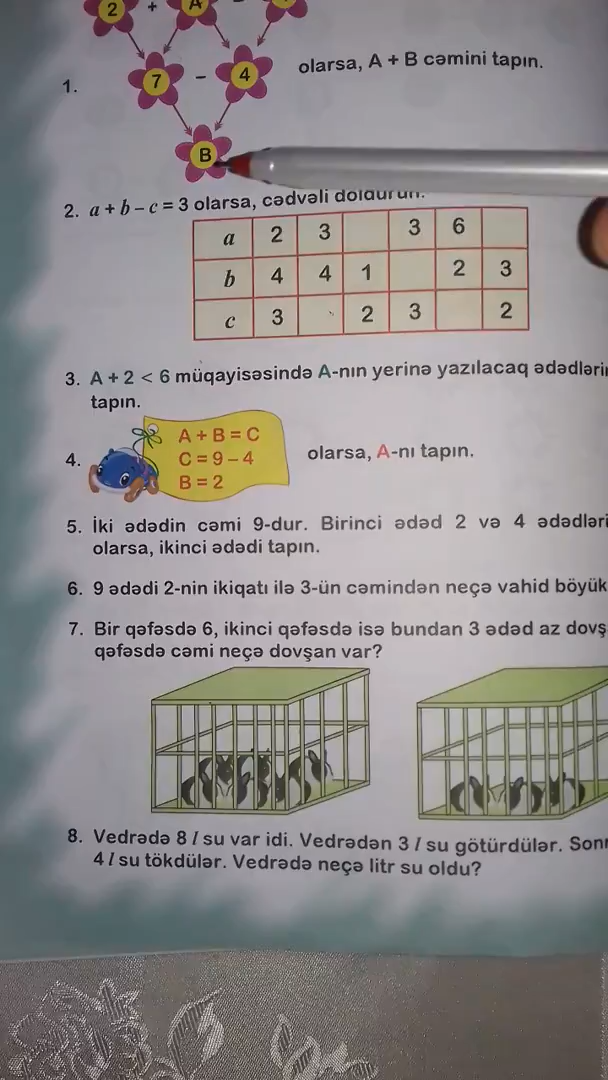 2 + A
1. 7 - 4 olarsa, A + B cəmini tapın.
B
2. a + b – c = 3 olarsa, cədvəli doldurun.
a 2 3 3 6
b 4 4 1 2 3
c 3 2 3 2
3. A + 2 < 6 müqayisəsində A-nın yerinə yazılacaq
tapın.
A + B = C
4. C = 9 – 4 olarsa, A-nı tapın.
B = 2
5. İki ədədin cəmi 9-dur. Birinci ədəd 2 və 4
olarsa, ikinci ədədi tapın.
6. 9 ədədi 2-nin ikiqatı ilə 3-ün cəmindən neçə vahid
7. Bir qəfəsdə 6, ikinci qəfəsdə isə bundan 3 ədəd az
qəfəsdə cəmi neçə dovşan var?
8. Vedrədə 8 l su var idi. Vedrədən 3 l su götürdülər.
4 l su tökdülər. Vedrədə neçə litr su oldu?